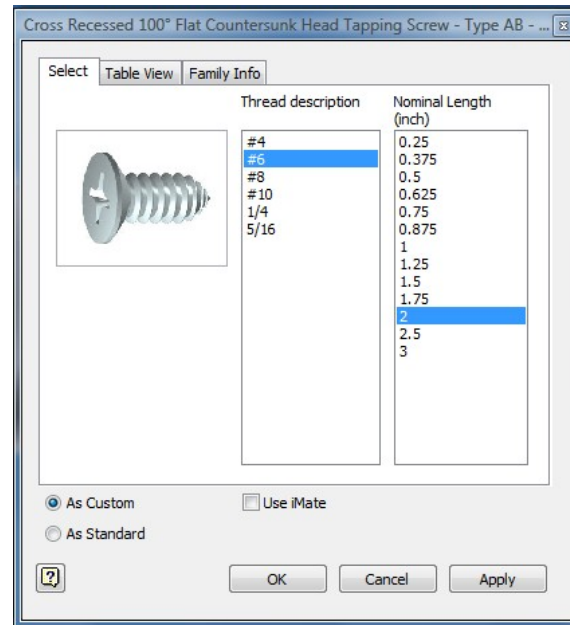 Cross Recessed 100° Flat Countersunk Head Tapping Screw - Type AB - ...
Select Table View Family Info
Thread description
#4
#6
#8
#10
1/4
5/16
Nominal Length
(inch)
0.25
0.375
0.5
0.625
0.75
0.875
1
1.25
1.5
1.75
2
2.5
3
As Custom
Use iMate
As Standard
?
OK Cancel Apply